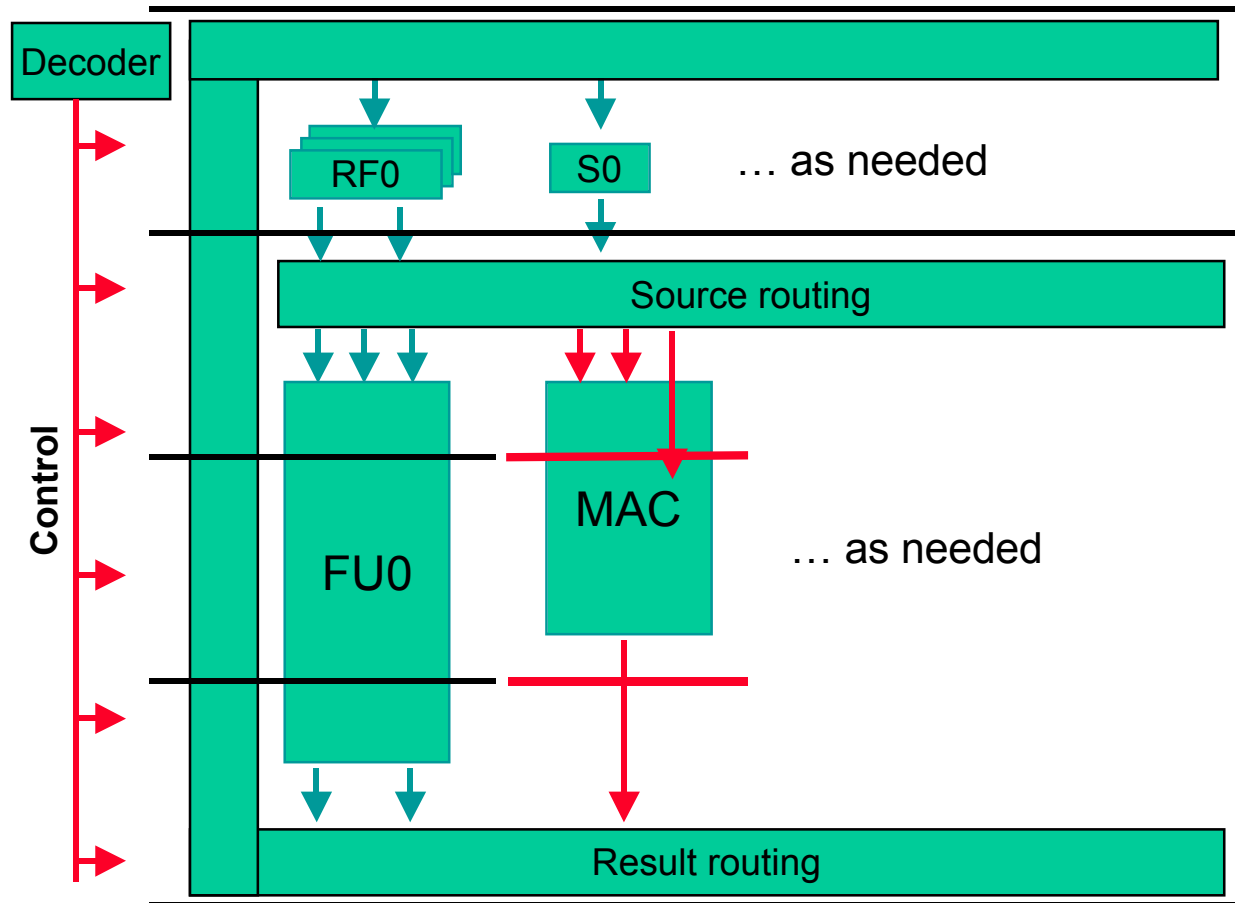 Decoder
RF0
S0
… as needed
Source routing
Control
MAC
FU0
… as needed
Result routing